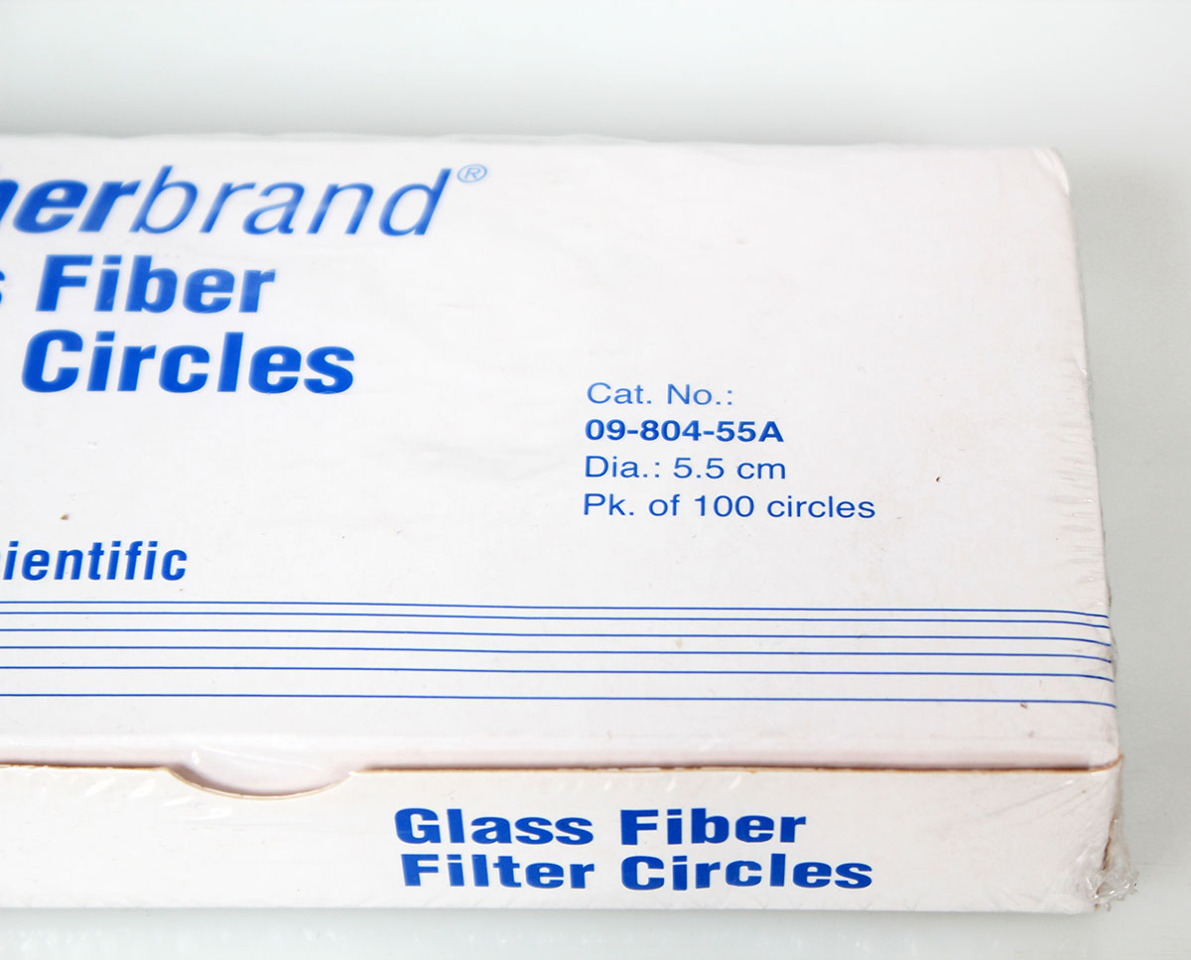 herbrand®
s Fiber
Circles
Cat. No.:
09-804-55A
Dia.: 5.5 cm
Pk. of 100 circles
ientific
Glass Fiber
Filter Circles